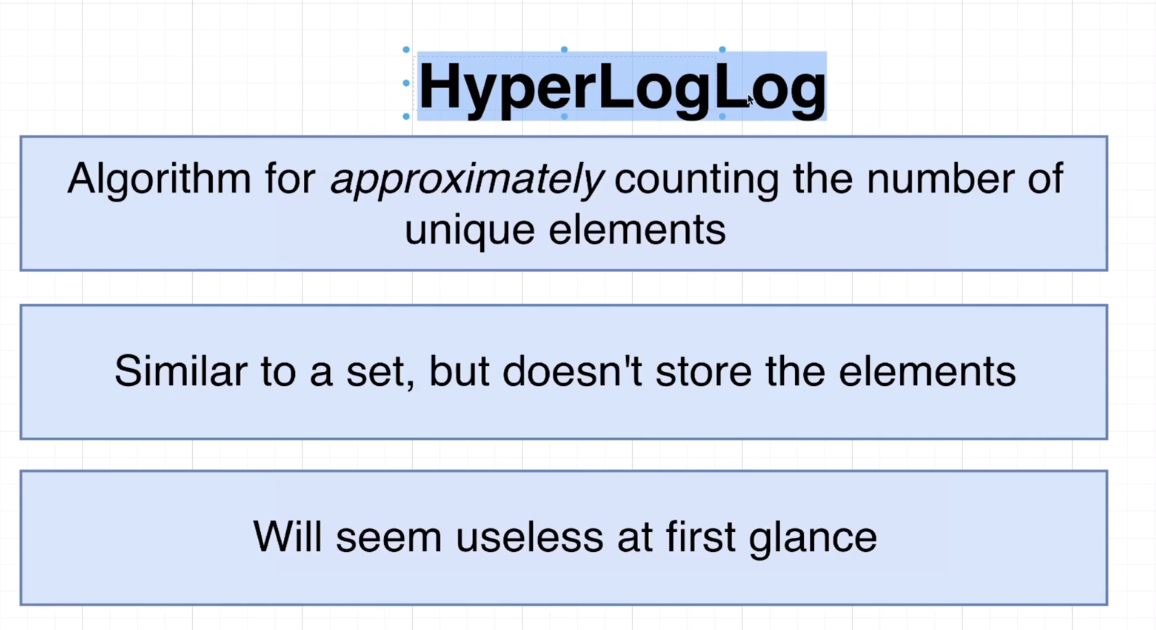 HyperLogLog
Algorithm for approximately counting the number of
unique elements
Similar to a set, but doesn't store the elements
Will seem useless at first glance